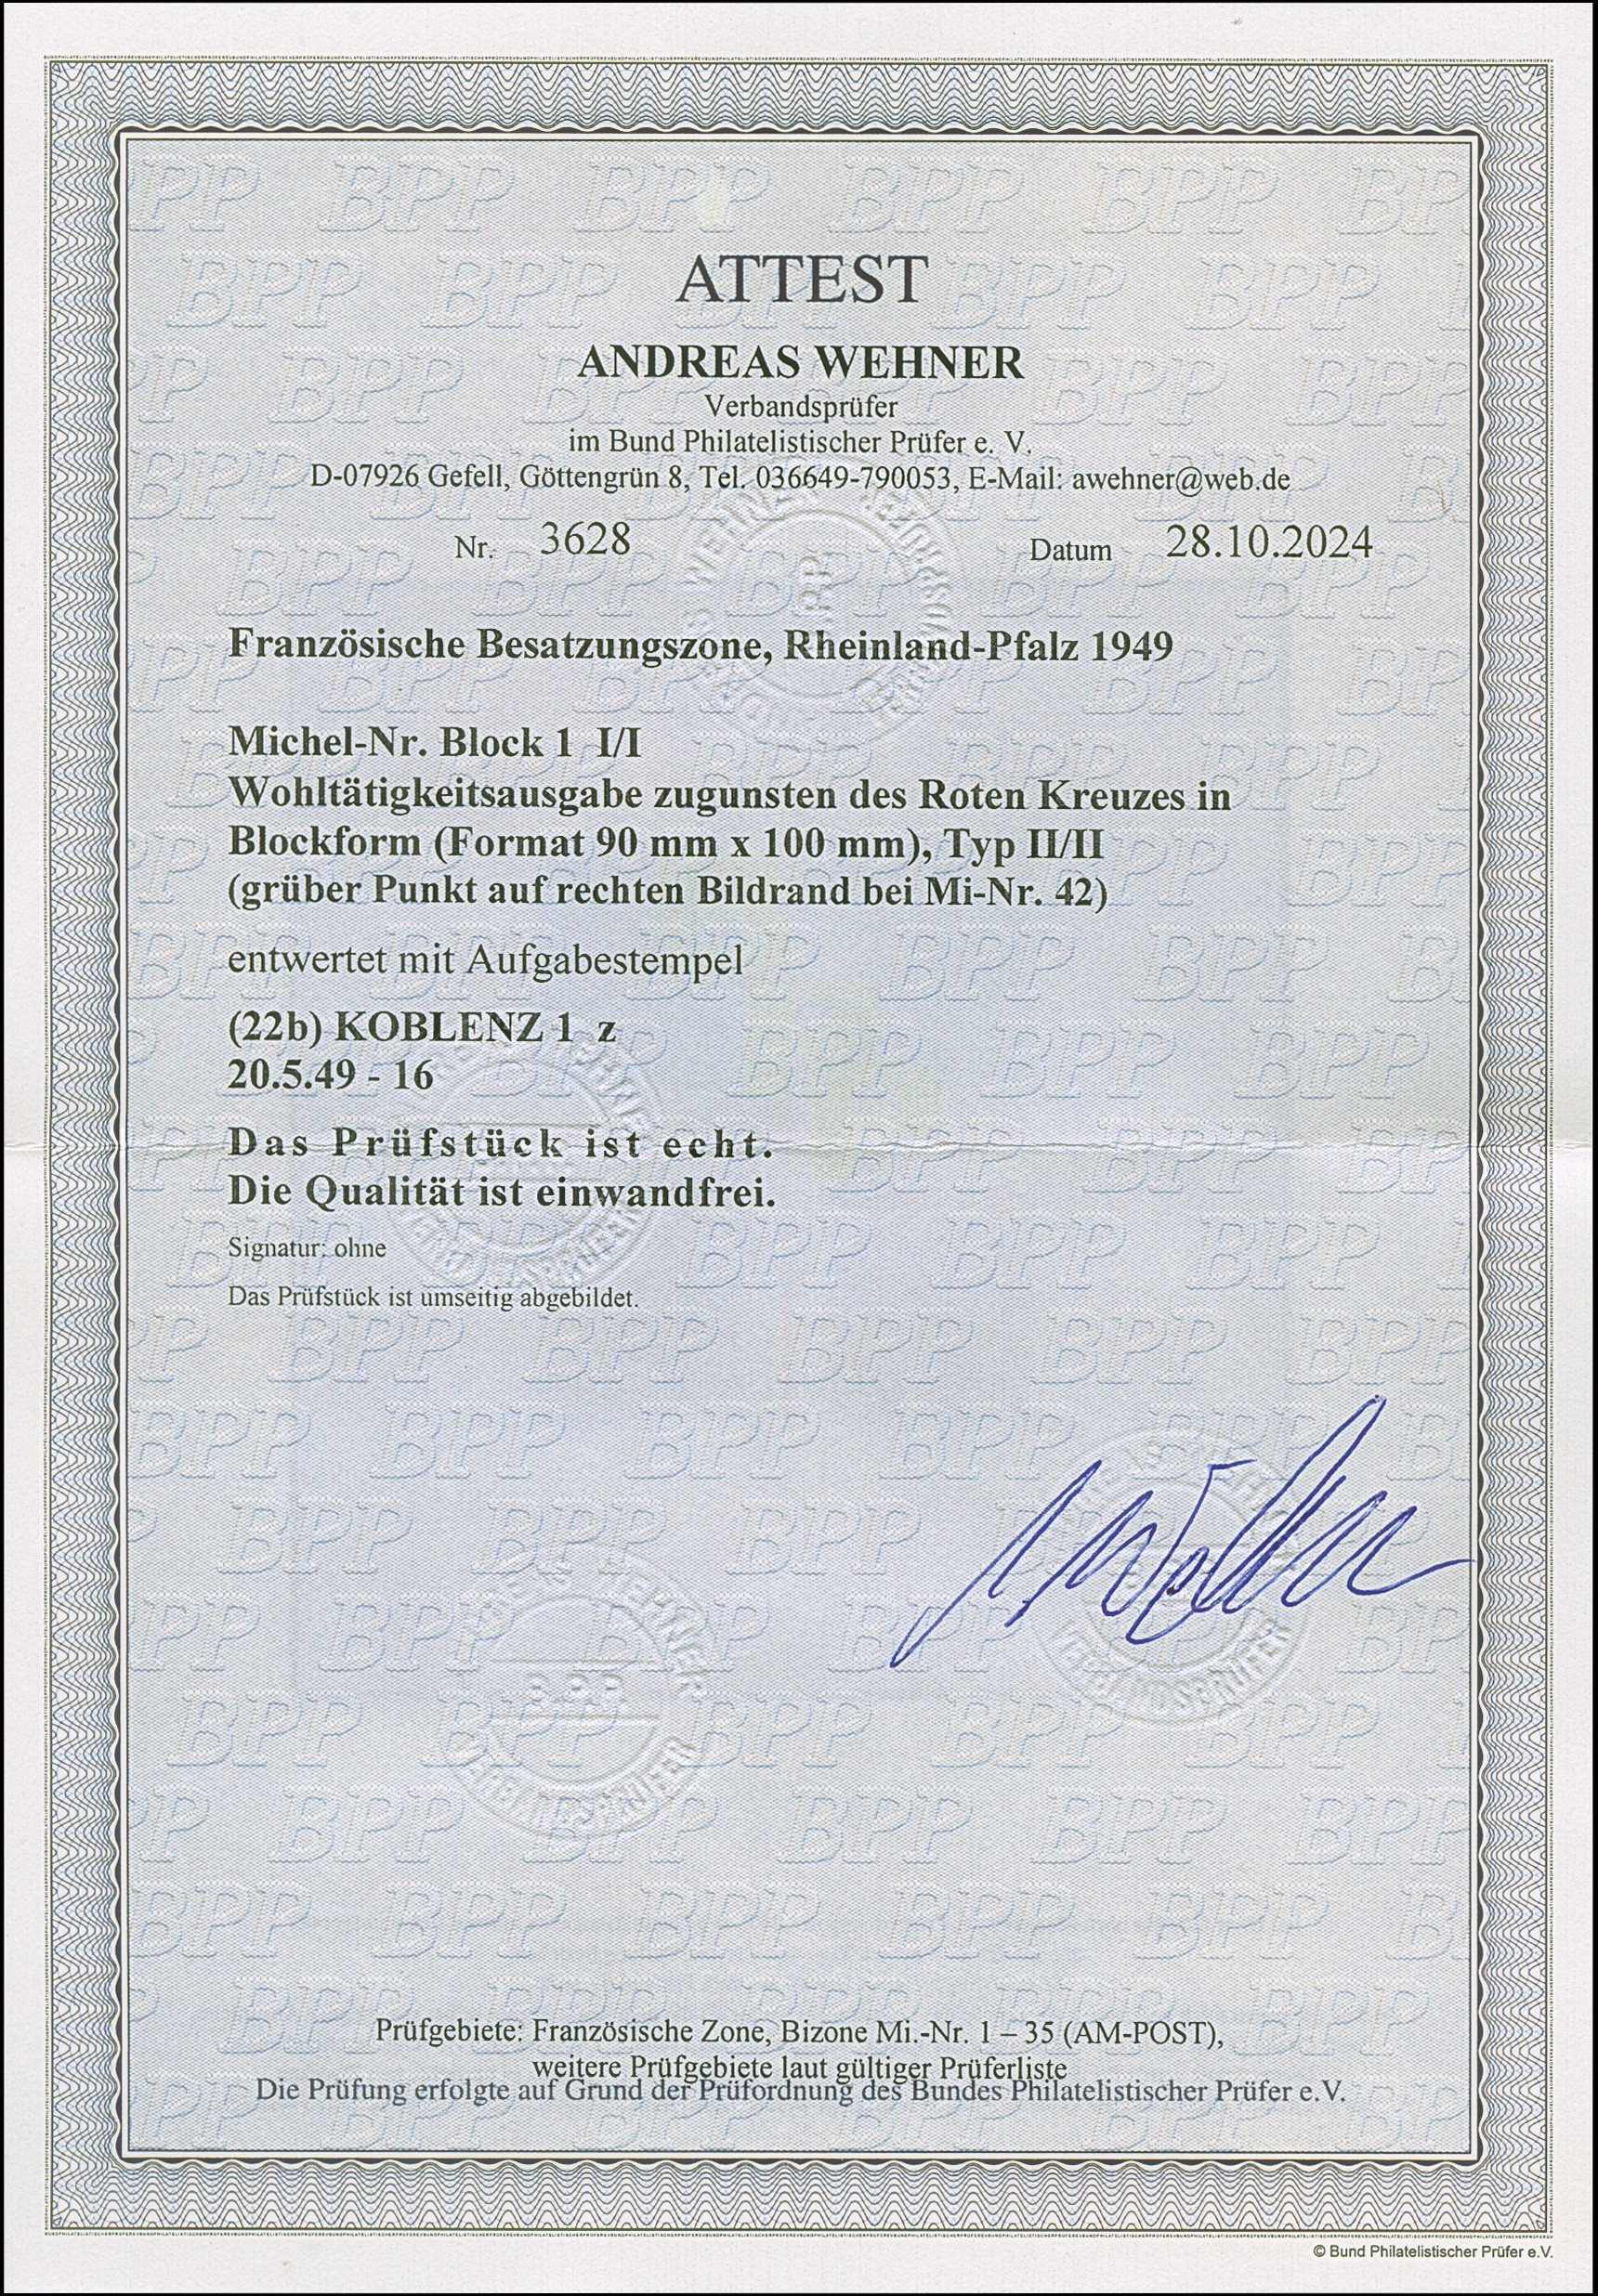 ATTEST
ANDREAS WEHNER
Verbandsprüfer
im Bund Philatelistischer Prüfer e. V.
D-07926 Gefell, Göttengrün 8, Tel. 036649-790053, E-Mail: awehner@web.de
Nr. 3628 Datum 28.10.2024
Französische Besatzungszone, Rheinland-Pfalz 1949
Michel-Nr. Block 1 I/I
Wohltätigkeitsausgabe zugunsten des Roten Kreuzes in
Blockform (Format 90 mm x 100 mm), Typ II/II
(grüber Punkt auf rechten Bildrand bei Mi-Nr. 42)
entwertet mit Aufgabestempel
(22b) KOBLENZ 1 z
20.5.49 - 16
Das Prüfstück ist echt.
Die Qualität ist einwandfrei.
Signatur: ohne
Das Prüfstück ist umseitig abgebildet.
Prüfgebiete: Französische Zone, Bizone Mi.-Nr. 1 – 35 (AM-POST),
weitere Prüfgebiete laut gültiger Prüferliste
Die Prüfung erfolgte auf Grund der Prüfordnung des Bundes Philatelistischer Prüfer e.V.
© Bund Philatelistischer Prüfer e.V.